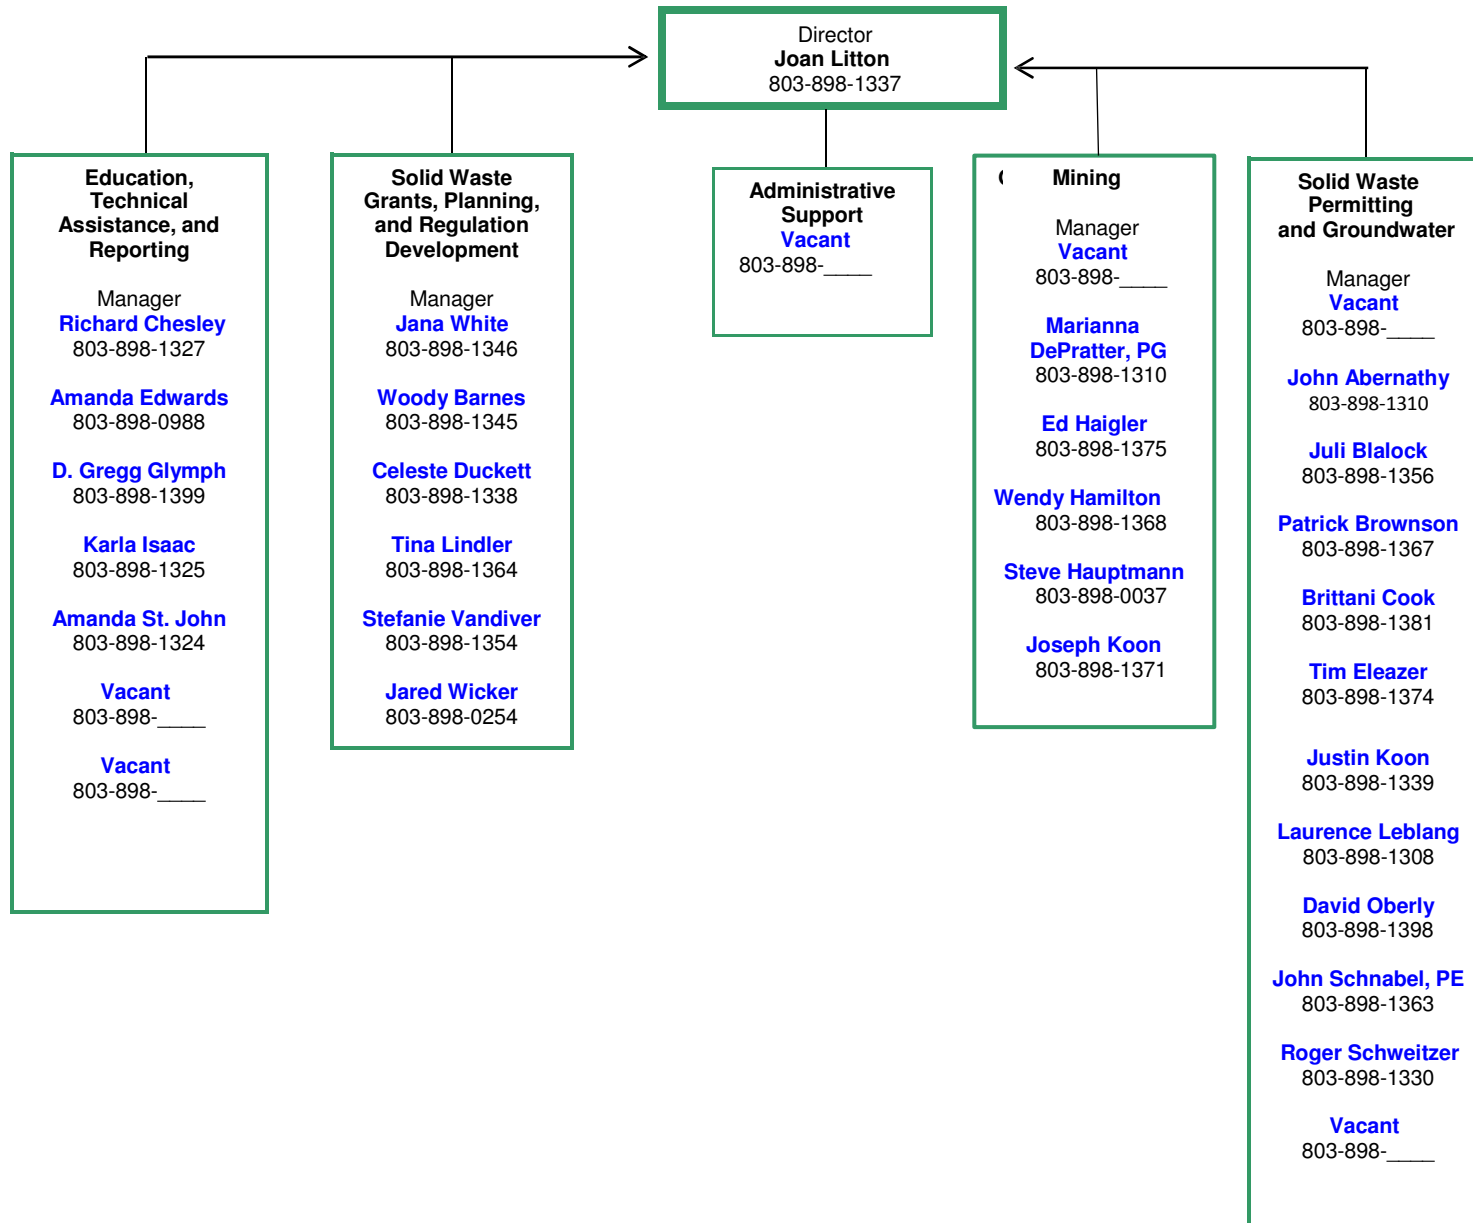 Director
Joan Litton
803-898-1337
Education,
Technical
Assistance, and
Reporting
Manager
Richard Chesley
803-898-1327
Amanda Edwards
803-898-0988
D. Gregg Glymph
803-898-1399
Karla Isaac
803-898-1325
Amanda St. John
803-898-1324
Vacant
803-898-____
Vacant
803-898-____
Solid Waste
Grants, Planning,
and Regulation
Development
Manager
Jana White
803-898-1346
Woody Barnes
803-898-1345
Celeste Duckett
803-898-1338
Tina Lindler
803-898-1364
Stefanie Vandiver
803-898-1354
Jared Wicker
803-898-0254
Administrative
Support
Vacant
803-898-____
Mining
Manager
Vacant
803-898-____
Marianna
DePratter, PG
803-898-1310
Ed Haigler
803-898-1375
Wendy Hamilton
803-898-1368
Steve Hauptmann
803-898-0037
Joseph Koon
803-898-1371
Solid Waste
Permitting
and Groundwater
Manager
Vacant
803-898-____
John Abernathy
803-898-1310
Juli Blalock
803-898-1356
Patrick Brownson
803-898-1367
Brittani Cook
803-898-1381
Tim Eleazer
803-898-1374
Justin Koon
803-898-1339
Laurence Leblang
803-898-1308
David Oberly
803-898-1398
John Schnabel, PE
803-898-1363
Roger Schweitzer
803-898-1330
Vacant
803-898-____